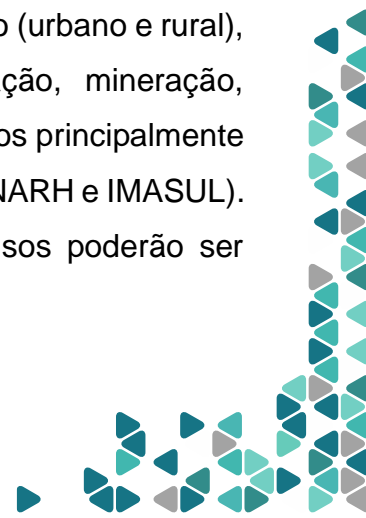 o (urbano e rural),
ção, mineração,
os principalmente
NARH e IMASUL).
sos poderão ser